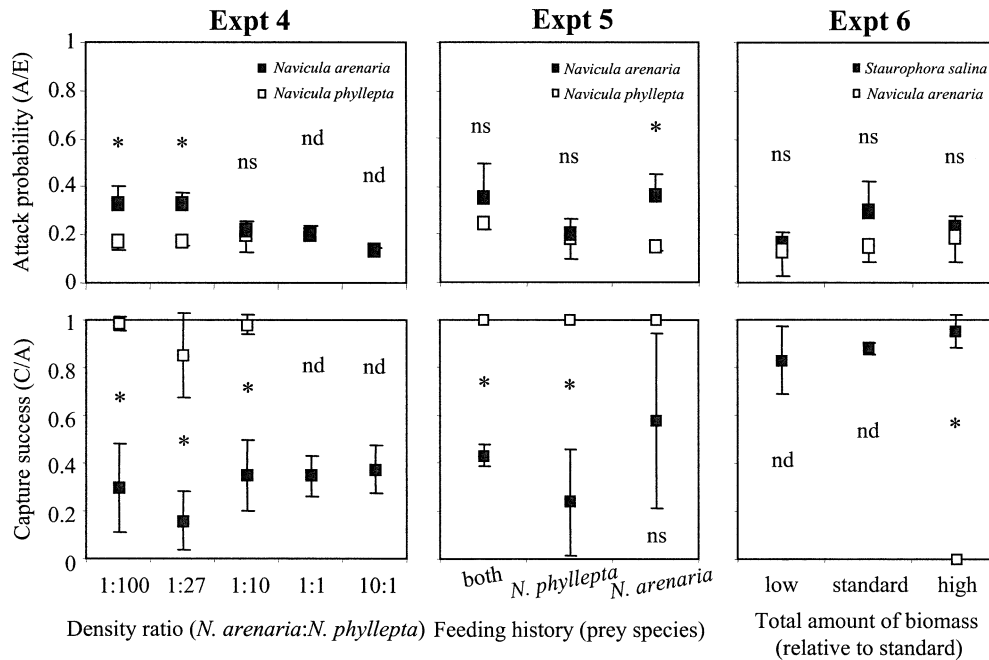 Expt 4 Expt 5 Expt 6
Attack probability (A/E)
1
0.8
0.6
0.4
0.2
0
■ Navicula arenaria
□ Navicula phyllepta
* * ns nd nd
■ Navicula arenaria
□ Navicula phyllepta
ns ns *
■ Staurophora salina
□ Navicula arenaria
ns ns ns
Capture success (C/A)
1
0.8
0.6
0.4
0.2
0
* * * nd nd
* * ns
nd nd *
1:100 1:27 1:10 1:1 10:1
Density ratio (N. arenaria:N. phyllepta)
both N. phyllepta N. arenaria
Feeding history (prey species)
low standard high
Total amount of biomass
(relative to standard)